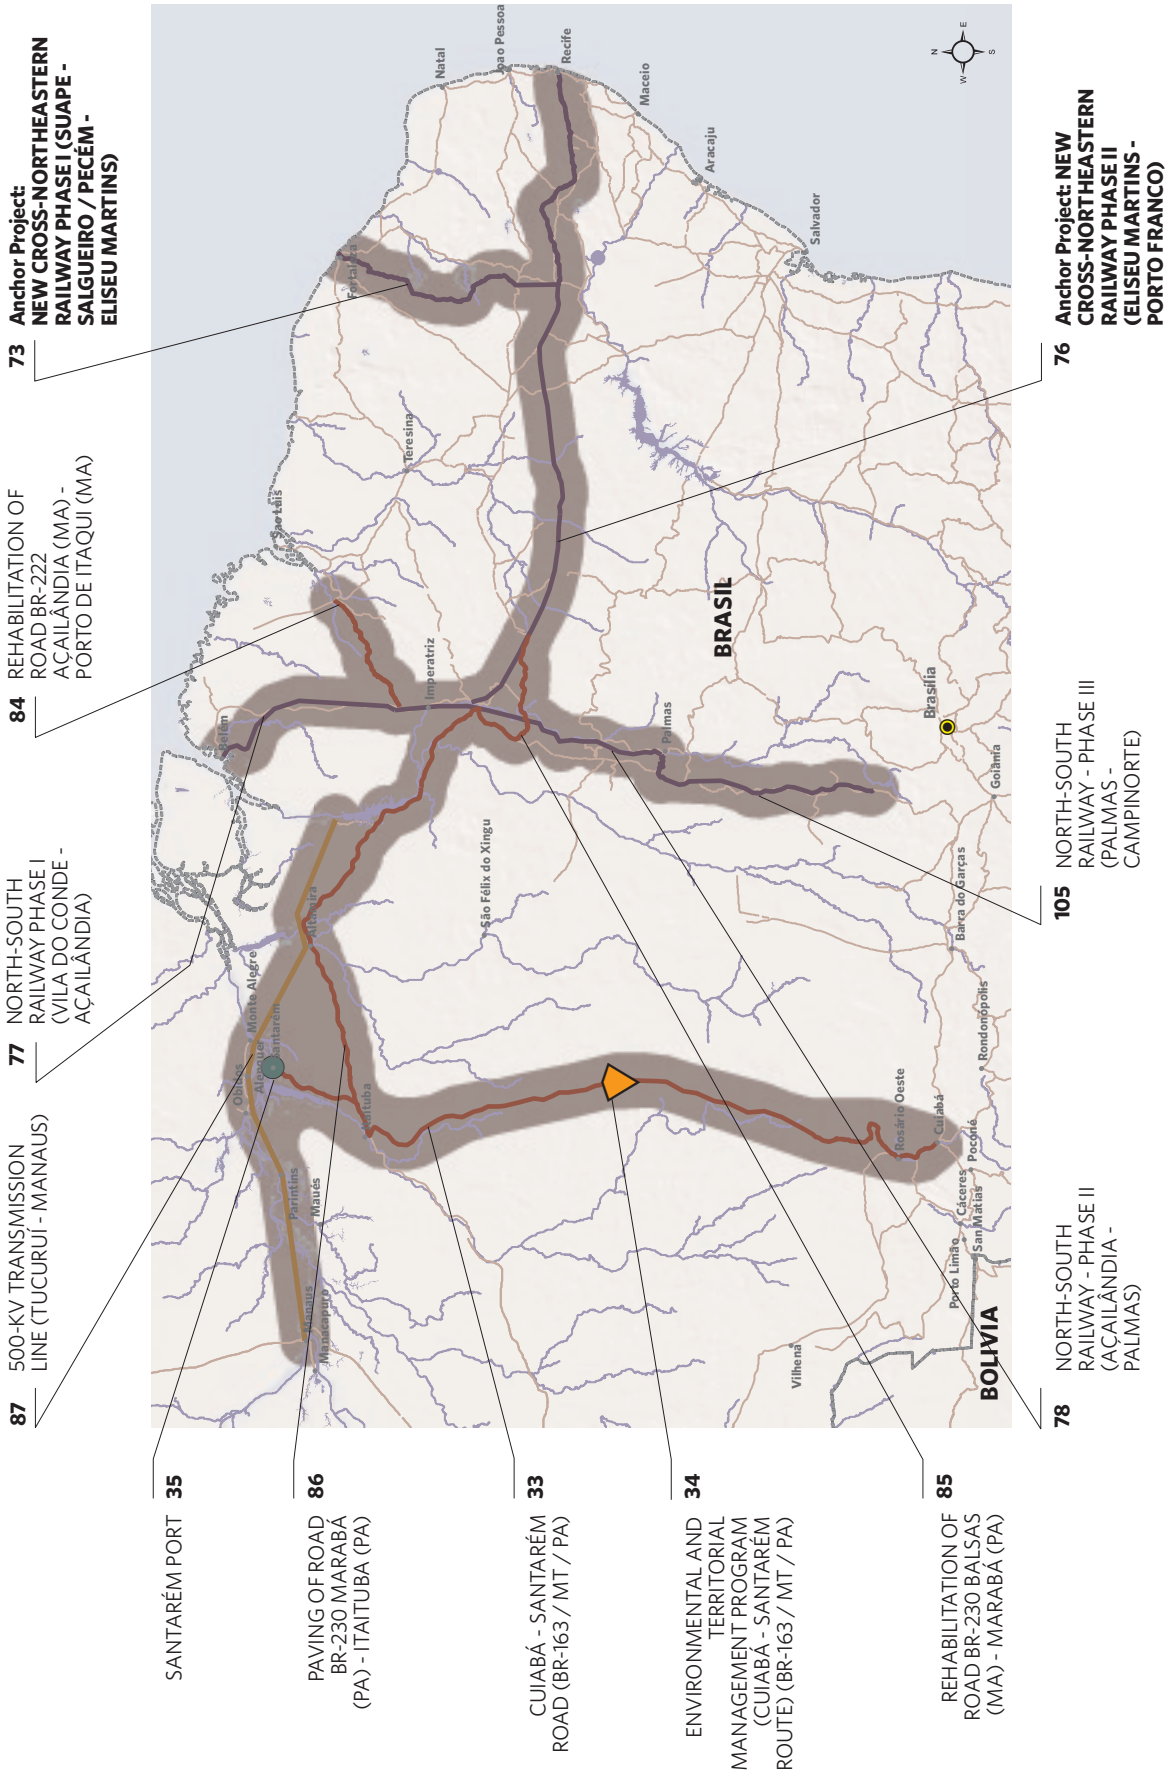 87
500-KV TRANSMISSION
LINE (TUCURUÍ - MANAUS)
77
NORTH-SOUTH
RAILWAY PHASE I
(VILA DO CONDE -
AÇAILÂNDIA)
84
REHABILITATION OF
ROAD BR-222
AÇAILÂNDIA (MA) -
PORTO DE ITAQUI (MA)
73
Anchor Project:
NEW CROSS-NORTHEASTERN
RAILWAY PHASE I (SUAPE -
SALGUEIRO / PECÉM -
ELISEU MARTINS)
35
SANTARÉM PORT
86
PAVING OF ROAD
BR-230 MARABÁ
(PA) - ITAITUBA (PA)
33
CUIABÁ - SANTARÉM
ROAD (BR-163 / MT / PA)
34
ENVIRONMENTAL AND
TERRITORIAL
MANAGEMENT PROGRAM
(CUIABÁ - SANTARÉM
ROUTE) (BR-163 / MT / PA)
85
REHABILITATION OF
ROAD BR-230 BALSAS
(MA) - MARABÁ (PA)
Belém
Sao Luis
Fortaleza
Natal
Joao Pessoa
Recife
Maceio
Aracaju
Salvador
Teresina
Imperatriz
Óbidos
Alenquer
Monte Alegre
Santarém
Altamira
Parintins
Maués
Manaus
Manacapuru
Itaituba
São Félix do Xingu
Palmas
BRASIL
Brasília
Goiânia
Barra do Garças
Rondonópolis
Rosário Oeste
Cuiabá
Poconé
Cáceres
San Matías
Porto Limão
Vilhena
BOLIVIA
N
E
S
W
78
NORTH-SOUTH
RAILWAY - PHASE II
(AÇAILÂNDIA -
PALMAS)
105
NORTH-SOUTH
RAILWAY - PHASE III
(PALMAS -
CAMPINORTE)
76
Anchor Project: NEW
CROSS-NORTHEASTERN
RAILWAY PHASE II
(ELISEU MARTINS -
PORTO FRANCO)